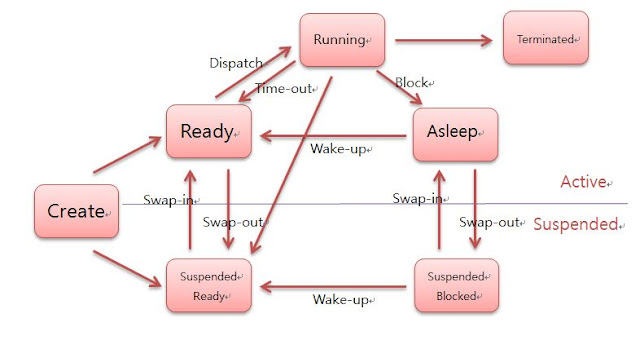 Running
Terminated
Dispatch
Time-out
Block
Ready
Asleep
Wake-up
Active
Create
Swap-in
Swap-in
Swap-out
Swap-out
Suspended
Suspended
Ready
Suspended
Blocked
Wake-up